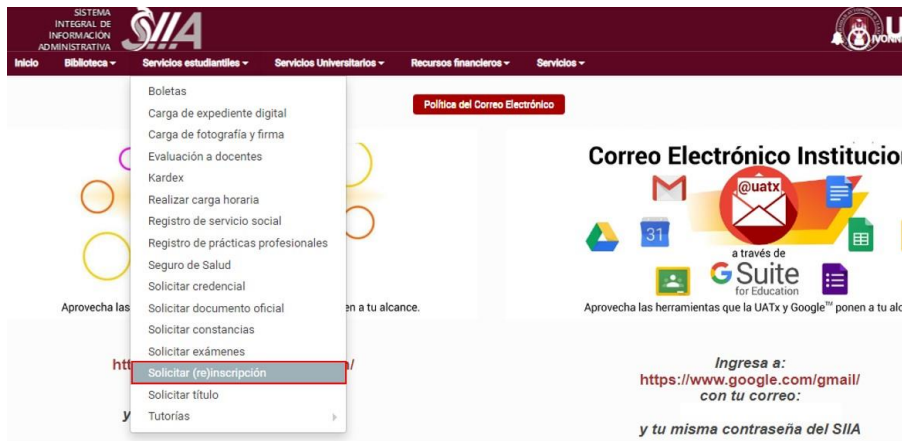 SISTEMA
INTEGRAL DE
INFORMACIÓN
ADMINISTRATIVA
SIIA
Inicio Biblioteca Servicios estudiantiles Servicios Universitarios Recursos financieros Servicios
Política del Correo Electrónico
Boletas
Carga de expediente digital
Carga de fotografía y firma
Evaluación a docentes
Kardex
Realizar carga horaria
Registro de servicio social
Registro de prácticas profesionales
Seguro de Salud
Solicitar credencial
Solicitar documento oficial
Solicitar constancias
Solicitar exámenes
Solicitar (re)inscripción
Solicitar título
Tutorías
Aprovecha las
en a tu alcance.
htt
/
y
Correo Electrónico Institucio
@uatx
31
a través de
G Suite
for Education
Aprovecha las herramientas que la UATx y Google™ ponen a tu alc
Ingresa a:
https://www.google.com/gmail/
con tu correo:
y tu misma contraseña del SIIA